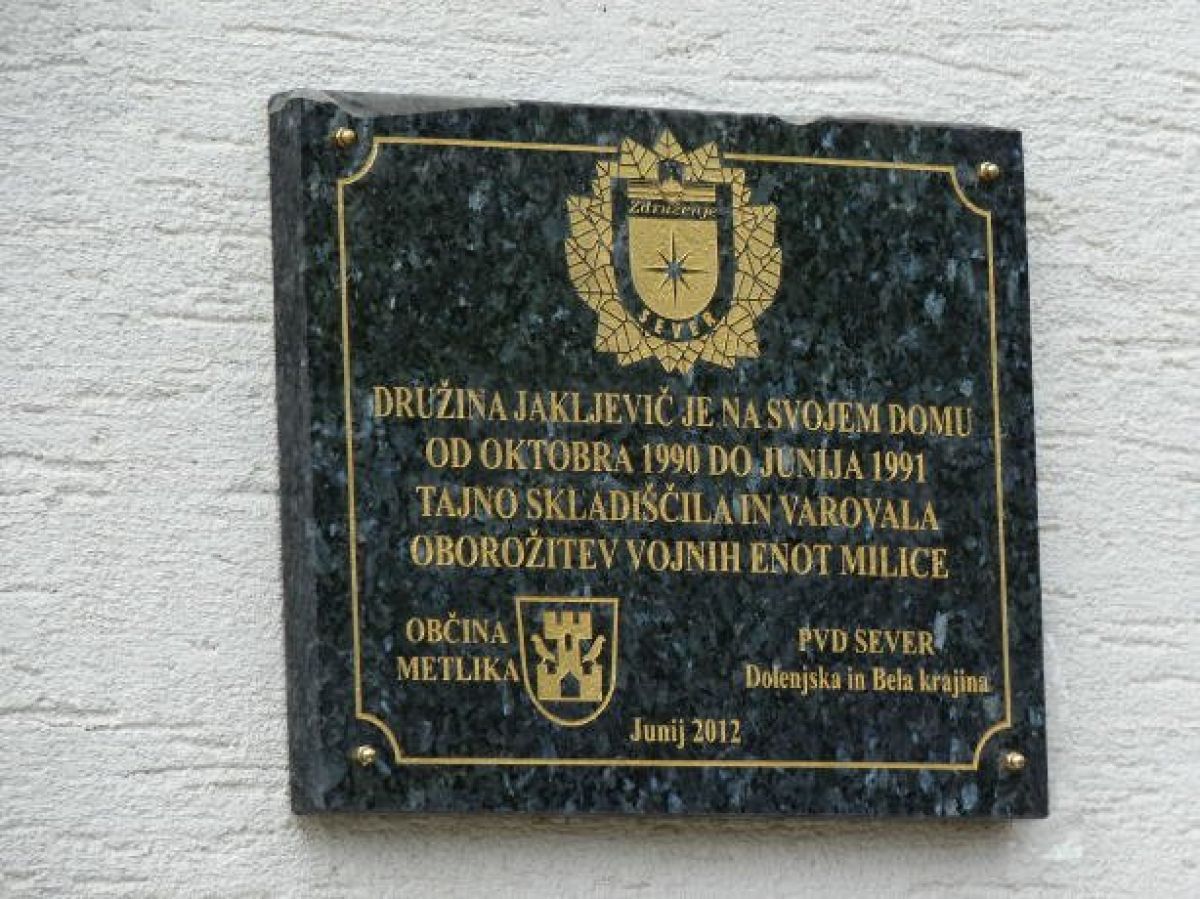 Združenje
SEVER
DRUŽINA JAKLJEVIČ JE NA SVOJEM DOMU
OD OKTOBRA 1990 DO JUNIJA 1991
TAJNO SKLADIŠČILA IN VAROVALA
OBOROŽITEV VOJNIH ENOT MILICE
OBČINA
METLIKA
PVD SEVER
Dolenjska in Bela krajina
Junij 2012